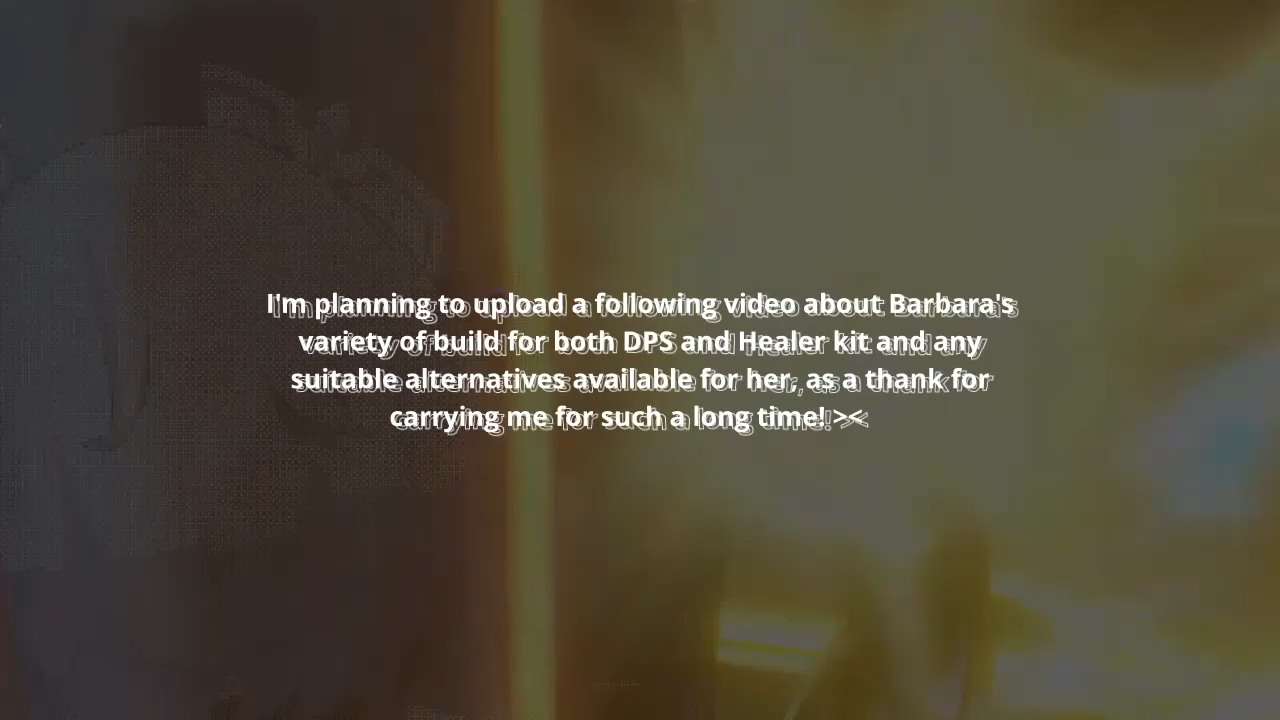 I'm planning to upload a following video about Barbara's
variety of build for both DPS and Healer kit and any
suitable alternatives available for her, as a thank for
carrying me for such a long time! ><